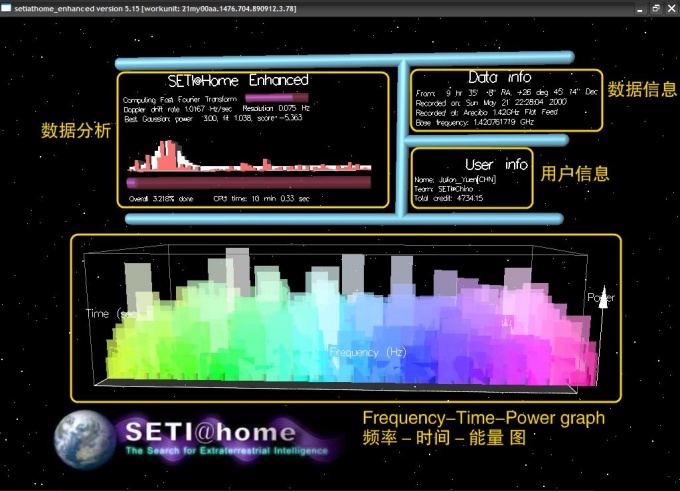 setiathome_enhanced version 5.15 [workunit: 21my00aa.1476.704.890912.3.78]
SETI@Home Enhanced
Computing Fast Fourier Transform
Doppler drift rate 1.0167 Hz/sec Resolution 0.075 Hz
Best Gaussian: power 3.00, fit 1.038, score -5.363
数据分析
Overall 3.218% done CPU time: 10 min 0.33 sec
Data info
From: 9 hr 35' 8" RA, +26 deg 45' 14" Dec
Recorded on: Sun May 21 22:28:04 2000
Recorded at: Arecibo 1.42GHz Flat Feed
Base frequency: 1.420761719 GHz
数据信息
User info
Name: Julian_Yuen[CHN]
Team: SETI@China
Total credit: 4734.15
用户信息
Time (sec
Power
Frequency (Hz)
Frequency-Time-Power graph
频率 – 时间 – 能量 图
SETI@home
The Search for Extraterrestrial Intelligence